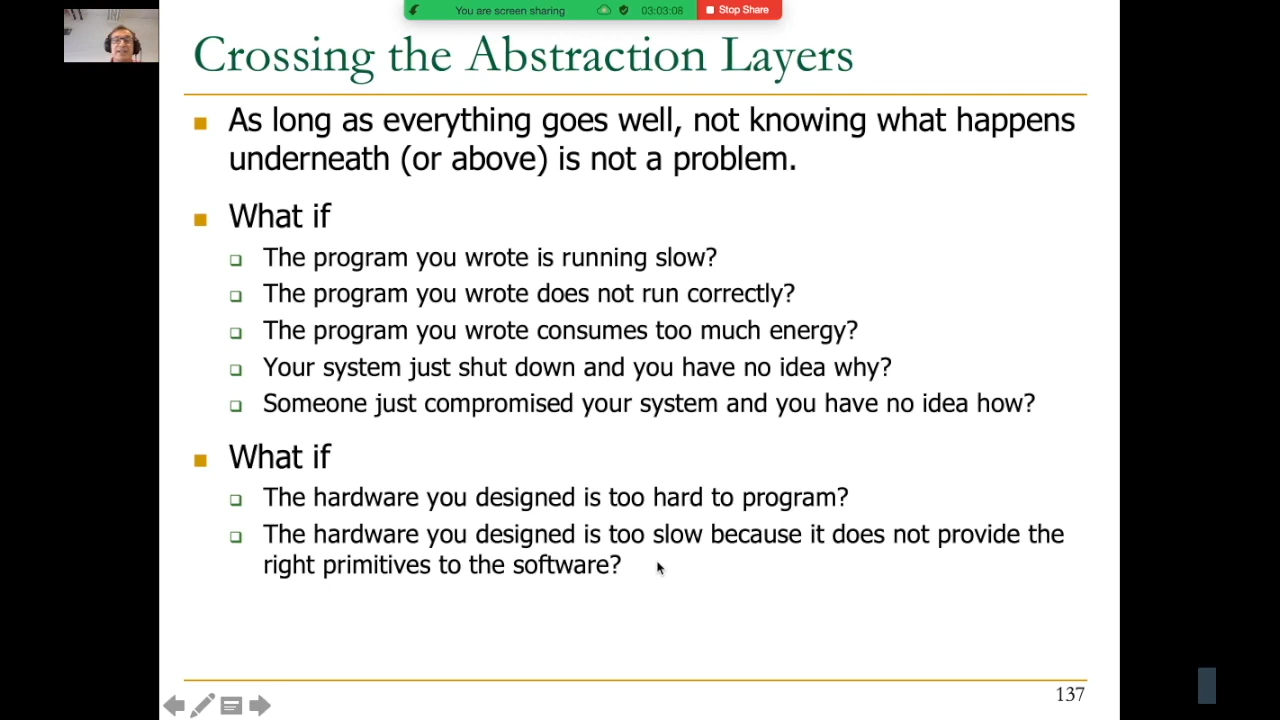 You are screen sharing
03:03:08
Stop Share
Crossing the Abstraction Layers
As long as everything goes well, not knowing what happens
underneath (or above) is not a problem.
What if
The program you wrote is running slow?
The program you wrote does not run correctly?
The program you wrote consumes too much energy?
Your system just shut down and you have no idea why?
Someone just compromised your system and you have no idea how?
What if
The hardware you designed is too hard to program?
The hardware you designed is too slow because it does not provide the
right primitives to the software?
137